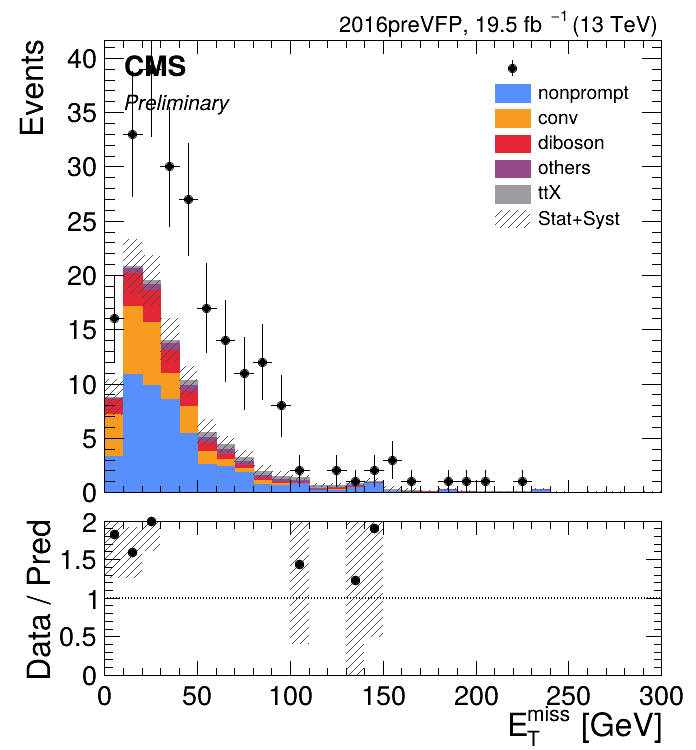 2016preVFP, 19.5 fb⁻¹ (13 TeV)
Events
CMS
Preliminary
nonprompt
conv
diboson
others
ttX
Stat+Syst
40
35
30
25
20
15
10
5
0
Data / Pred
2
1.5
1
0.5
0
0 50 100 150 200 250 300
E_T^miss [GeV]